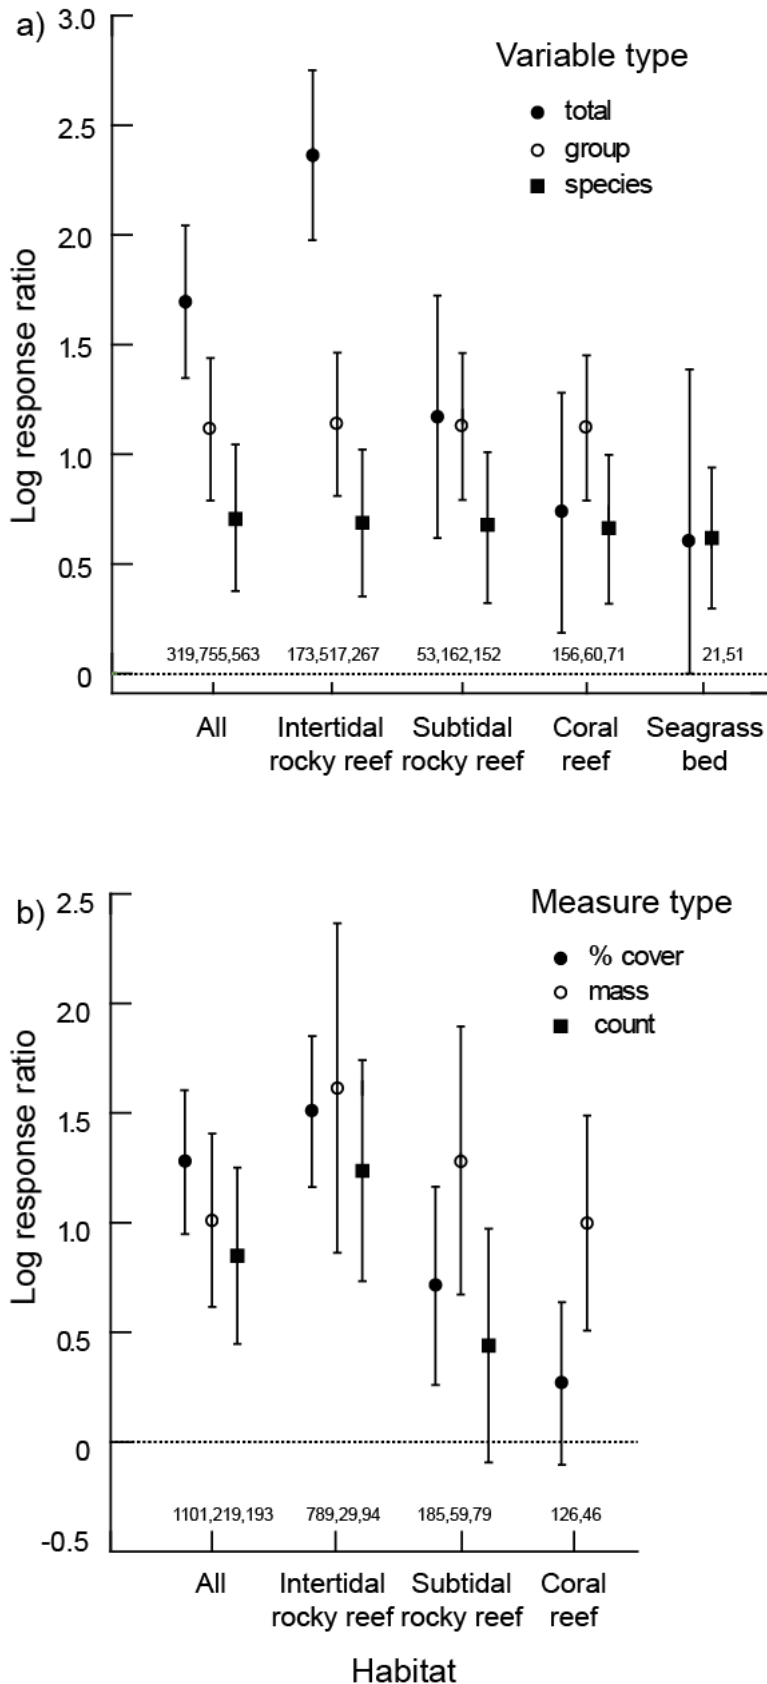 a)
3.0
Variable type
total
2.5
group
species
2.0
Log response ratio
1.5
1.0
0.5
319,755,563 173,517,267 53,162,152 156,60,71 21,51
0
All Intertidal Subtidal Coral Seagrass
rocky reef rocky reef reef bed
b)
2.5
Measure type
% cover
mass
2.0
count
Log response ratio
1.5
1.0
0.5
0
1101,219,193 789,29,94 185,59,79 126,46
-0.5
All Intertidal Subtidal Coral
rocky reef rocky reef reef
Habitat